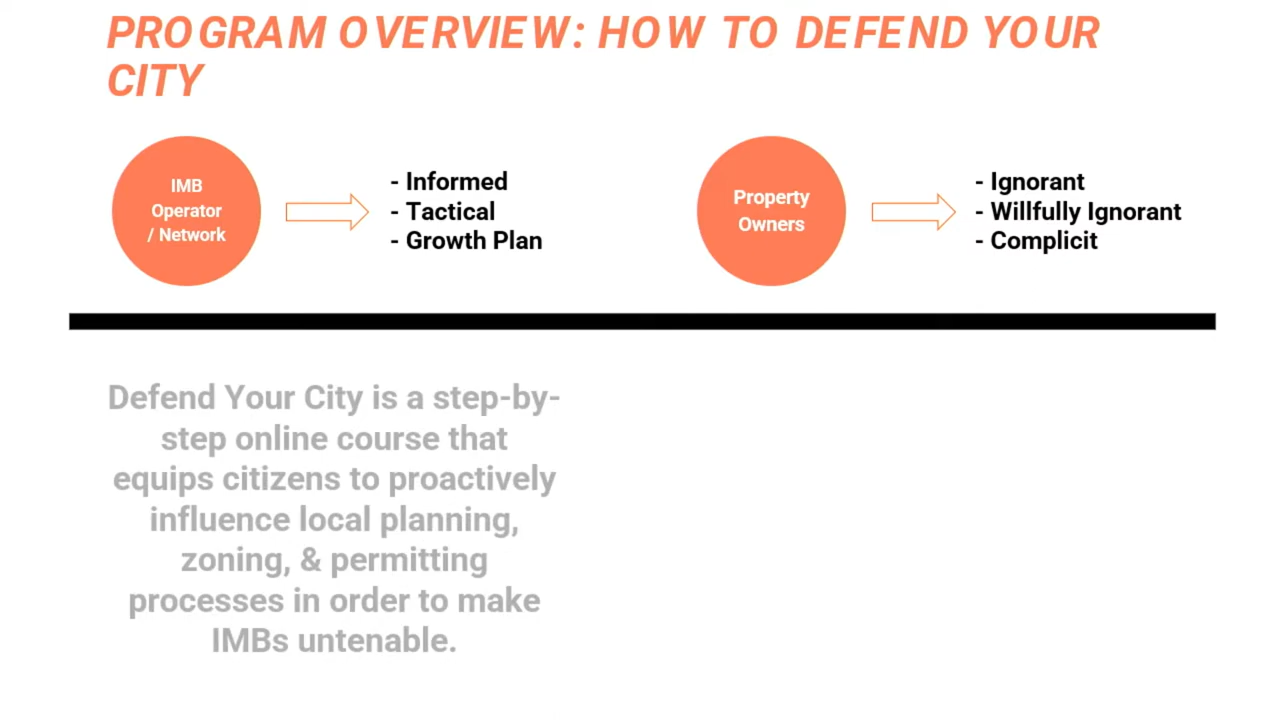 PROGRAM OVERVIEW: HOW TO DEFEND YOUR
CITY
IMB
Operator
/ Network
- Informed
- Tactical
- Growth Plan
Property
Owners
- Ignorant
- Willfully Ignorant
- Complicit
Defend Your City is a step-by-
step online course that
equips citizens to proactively
influence local planning,
zoning, & permitting
processes in order to make
IMBs untenable.